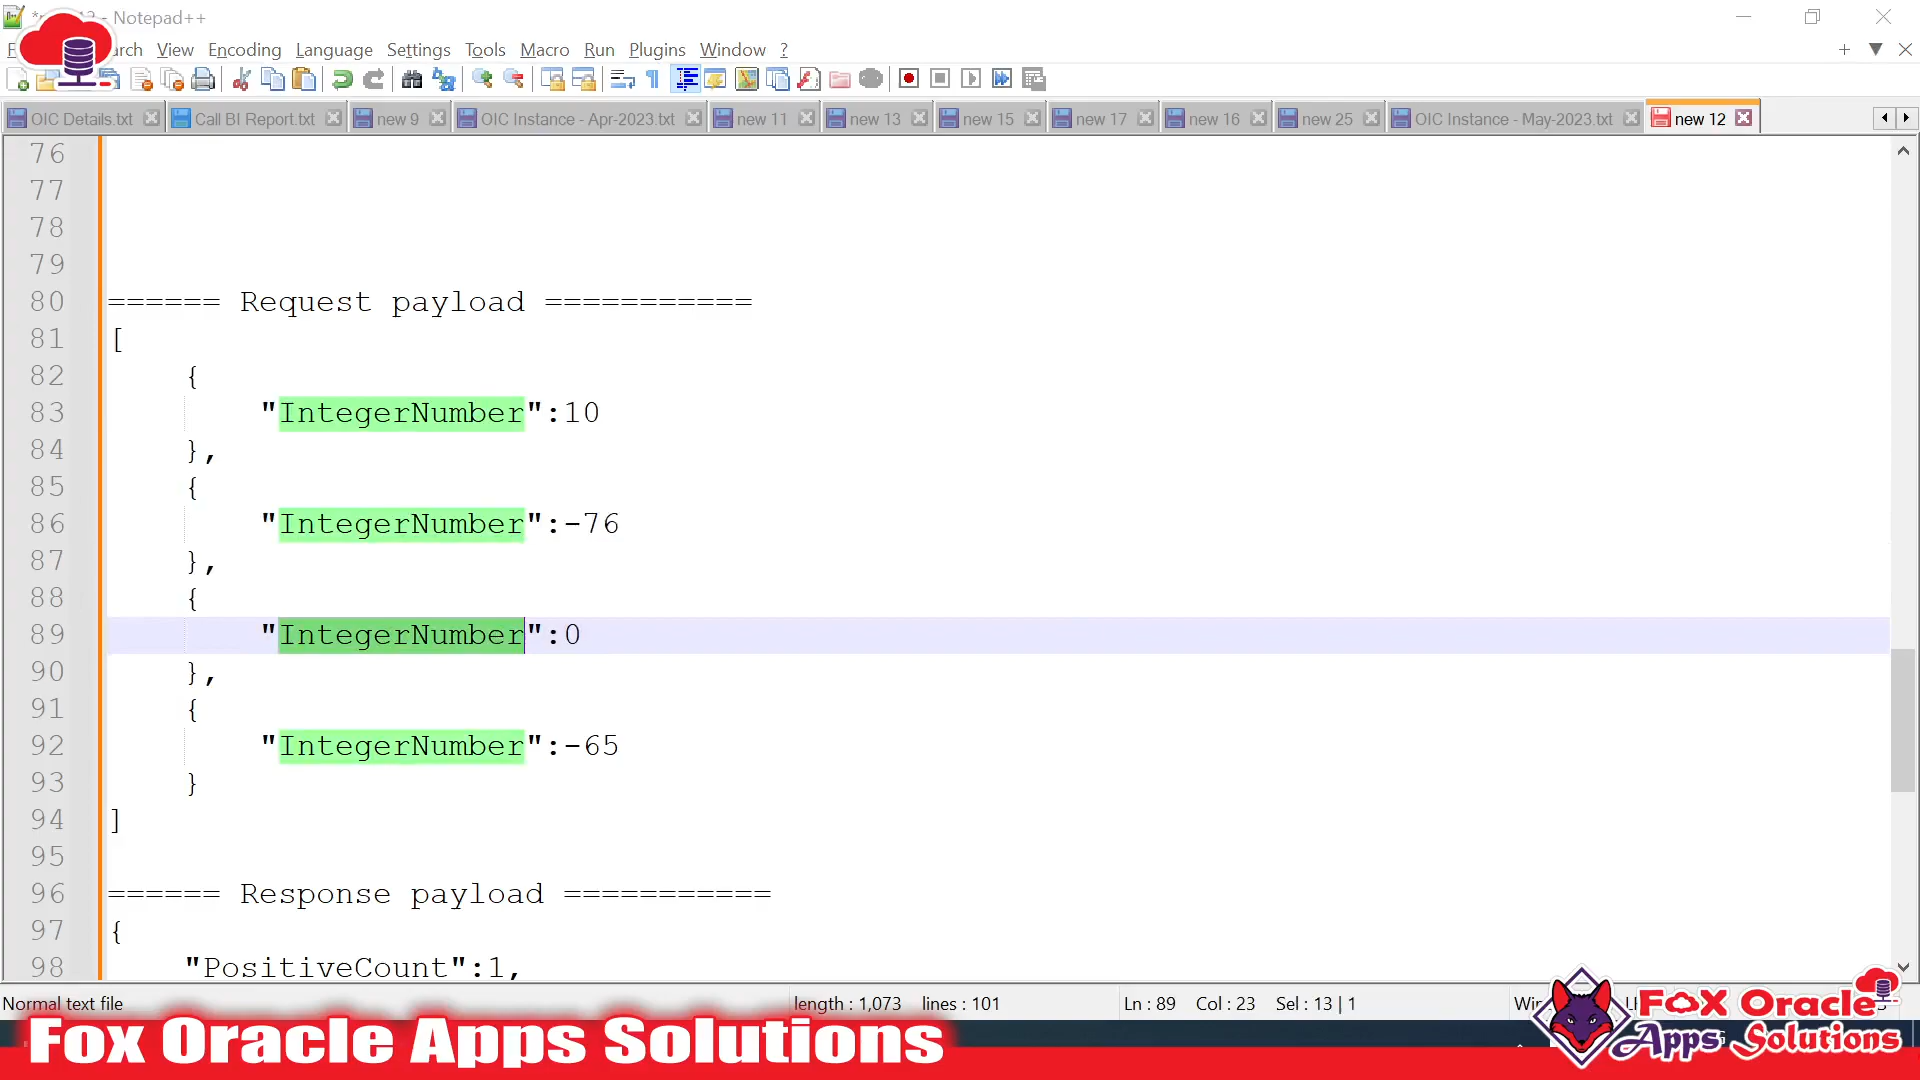 - Notepad++
View Encoding Language Settings Tools Macro Run Plugins Window ?
OIC Details.txt Call BI Report.txt new 9 OIC Instance - Apr-2023.txt new 11 new 13 new 15 new 17 new 16 new 25 OIC Instance - May-2023.txt new 12
76
77
78
79
80 ====== Request payload ===========
81 [
82 {
83 "IntegerNumber":10
84 },
85 {
86 "IntegerNumber":-76
87 },
88 {
89 "IntegerNumber":0
90 },
91 {
92 "IntegerNumber":-65
93 }
94 ]
95
96 ====== Response payload ===========
97 {
98 "PositiveCount":1,
Normal text file length : 1,073 lines : 101 Ln : 89 Col : 23 Sel : 13 | 1
Fox Oracle Apps Solutions
FOX Oracle
Apps Solutions